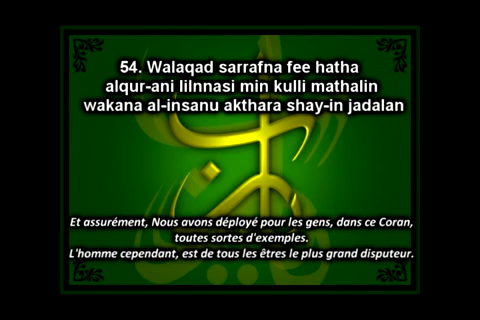 54. Walaqad sarrafna fee hatha
alqur-ani lilnnasi min kulli mathalin
wakana al-insanu akthara shay-in jadalan
Et assurément, Nous avons déployé pour les gens, dans ce Coran,
toutes sortes d'exemples.
L'homme cependant, est de tous les êtres le plus grand disputeur.